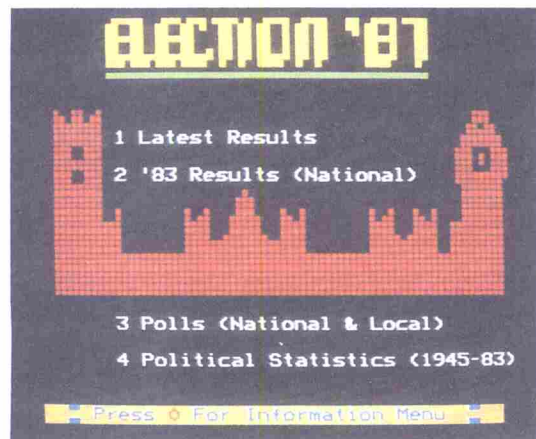 ELECTION '87
1 Latest Results
2 '83 Results (National)
3 Polls (National & Local)
4 Political Statistics (1945-83)
Press 0 For Information Menu